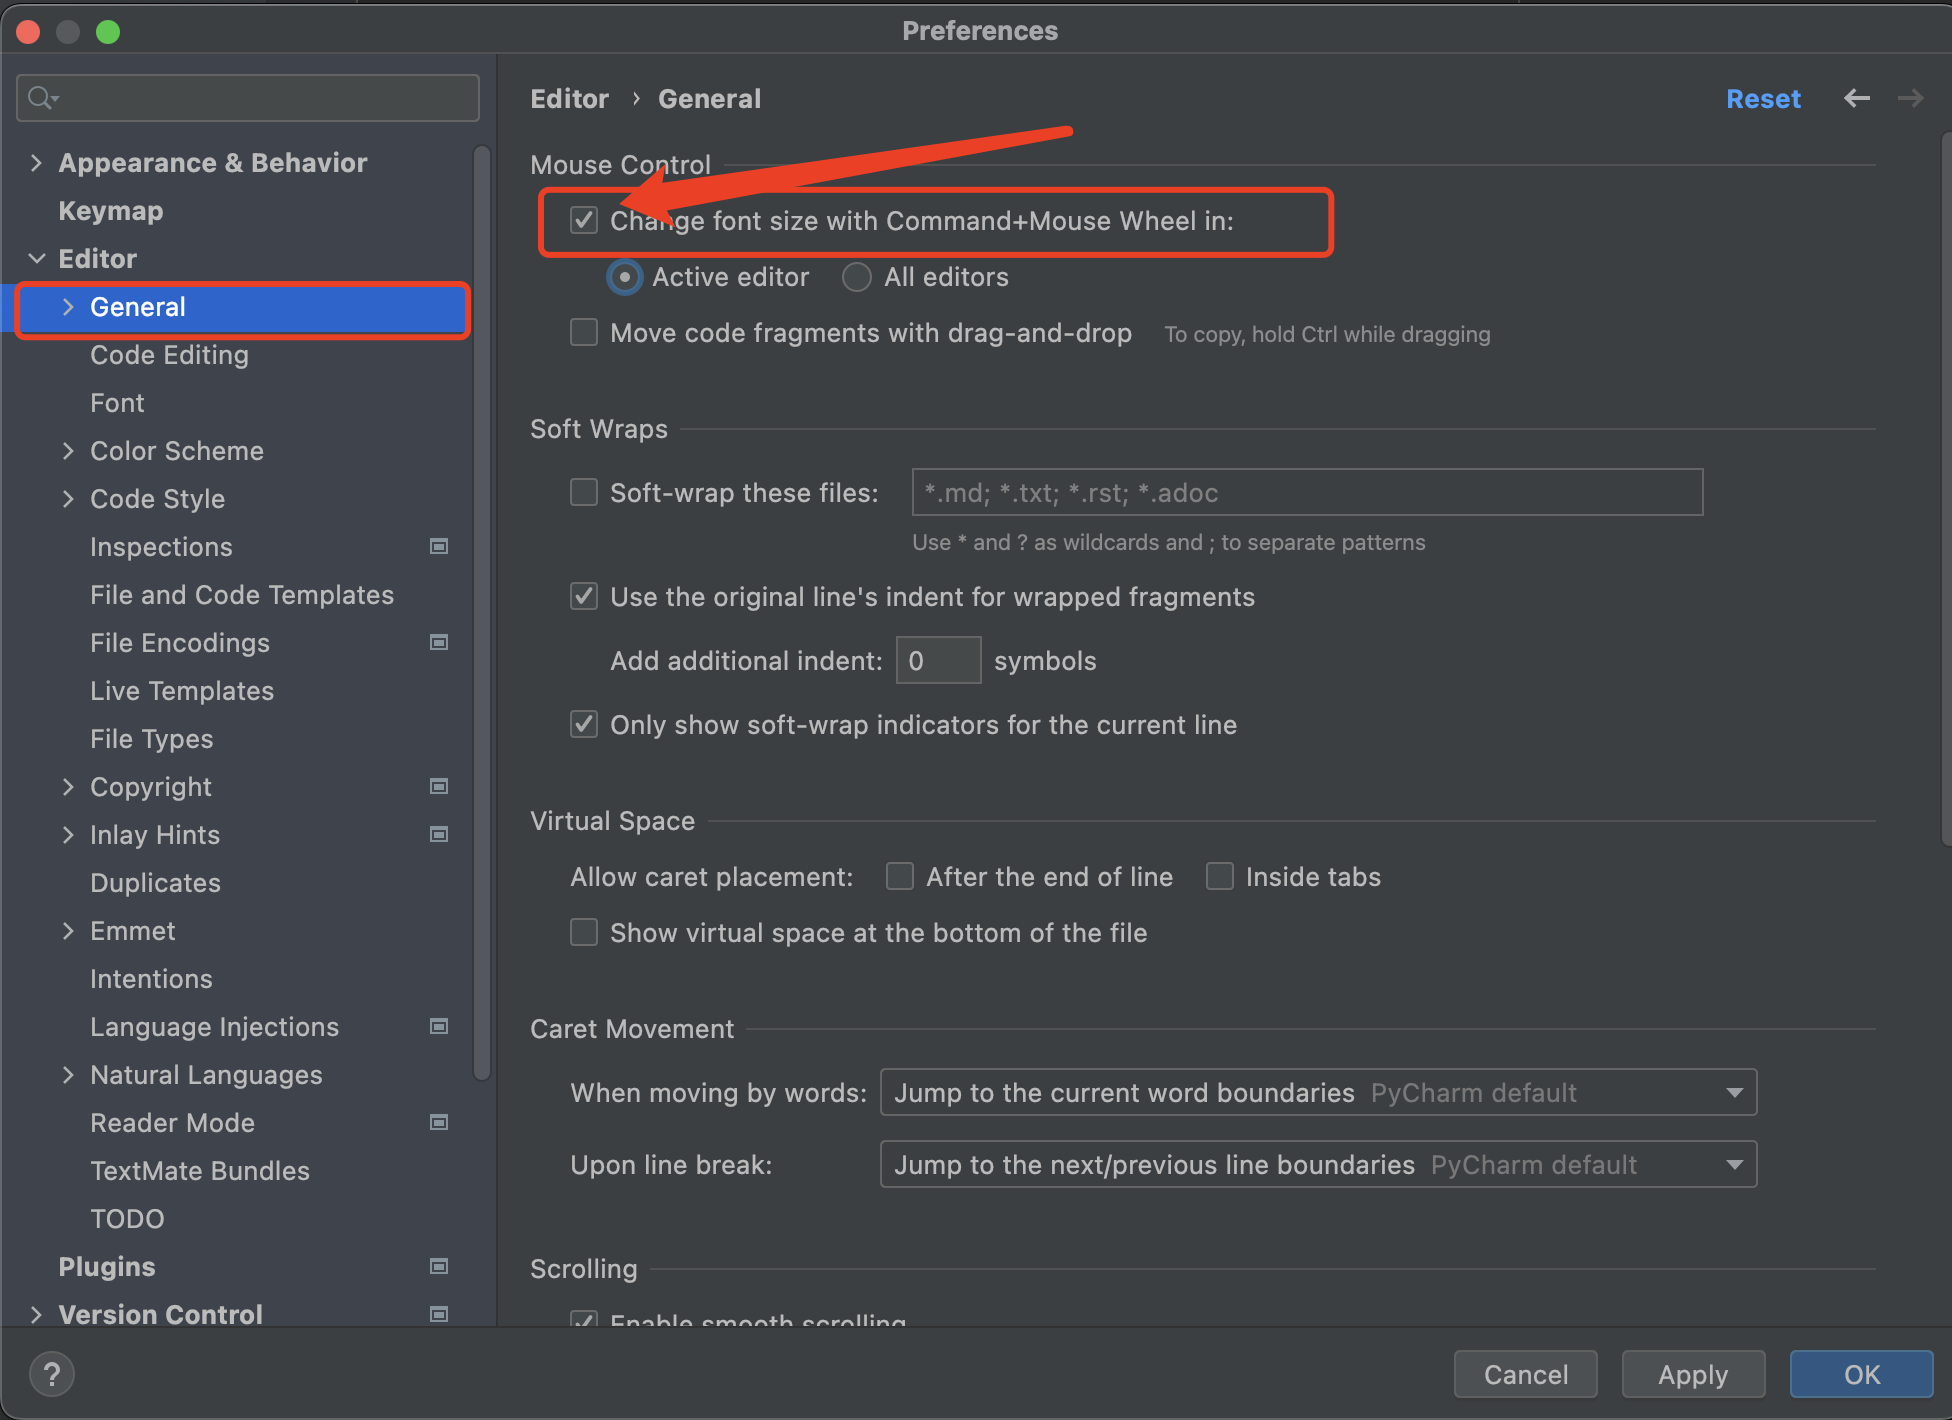 Preferences
Appearance & Behavior
Keymap
Editor
General
Code Editing
Font
Color Scheme
Code Style
Inspections
File and Code Templates
File Encodings
Live Templates
File Types
Copyright
Inlay Hints
Duplicates
Emmet
Intentions
Language Injections
Natural Languages
Reader Mode
TextMate Bundles
TODO
Plugins
Version Control
Editor › General
Reset
Mouse Control
Change font size with Command+Mouse Wheel in:
Active editor All editors
Move code fragments with drag-and-drop To copy, hold Ctrl while dragging
Soft Wraps
Soft-wrap these files: *.md; *.txt; *.rst; *.adoc
Use * and ? as wildcards and ; to separate patterns
Use the original line's indent for wrapped fragments
Add additional indent: 0 symbols
Only show soft-wrap indicators for the current line
Virtual Space
Allow caret placement: After the end of line Inside tabs
Show virtual space at the bottom of the file
Caret Movement
When moving by words: Jump to the current word boundaries PyCharm default
Upon line break: Jump to the next/previous line boundaries PyCharm default
Scrolling
Enable smooth scrolling
?
Cancel Apply OK